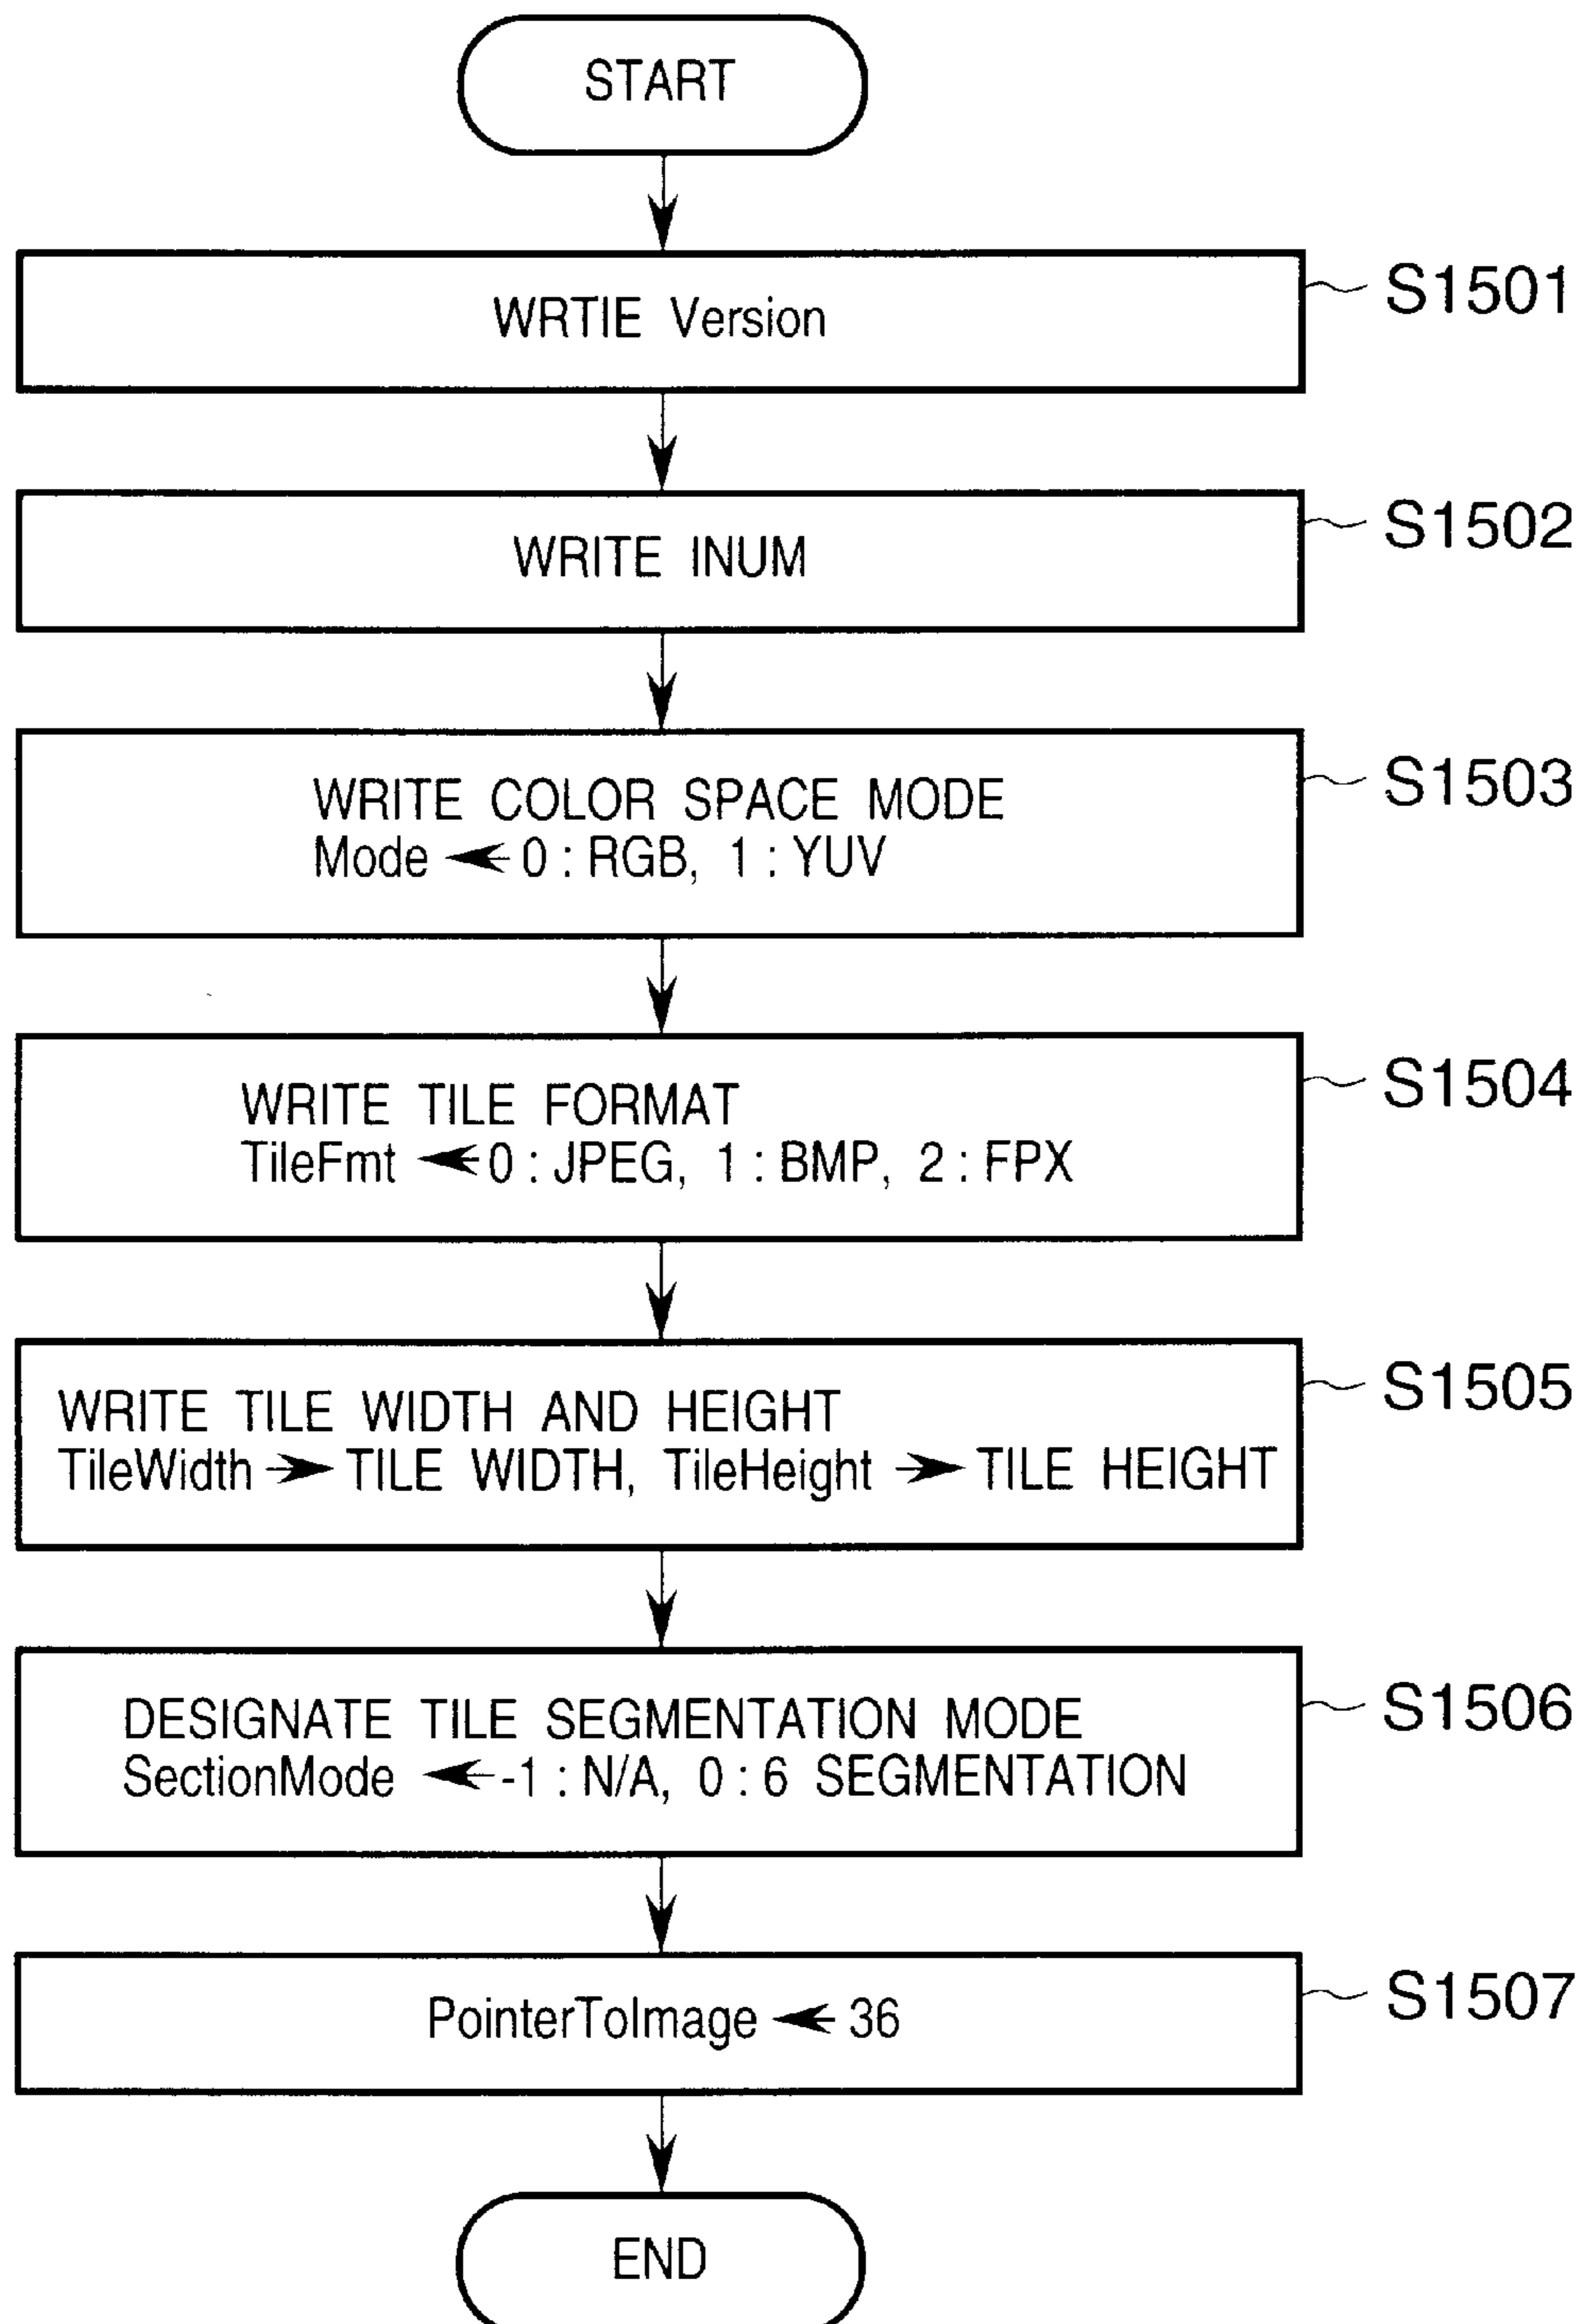 START
WRTIE Version
S1501
WRITE INUM
S1502
WRITE COLOR SPACE MODE
S1503
Mode ← 0 : RGB, 1 : YUV
WRITE TILE FORMAT
S1504
TileFmt ← 0 : JPEG, 1 : BMP, 2 : FPX
WRITE TILE WIDTH AND HEIGHT
S1505
TileWidth → TILE WIDTH, TileHeight → TILE HEIGHT
DESIGNATE TILE SEGMENTATION MODE
S1506
SectionMode ← -1 : N/A, 0 : 6 SEGMENTATION
PointerToImage ← 36
S1507
END